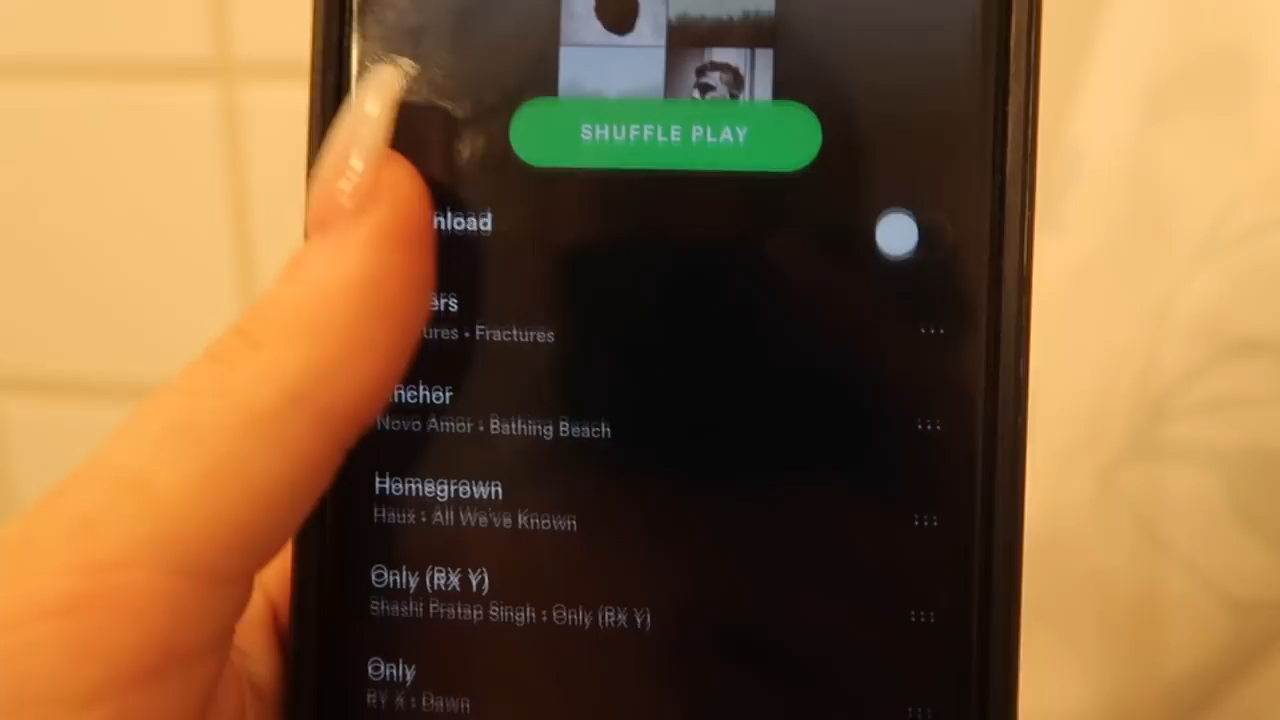 SHUFFLE PLAY
nload
ers
ures • Fractures
nchor
Novo Amor • Bathing Beach
Homegrown
Haux • All We've Known
Only (RX Y)
Shashi Pratap Singh • Only (RX Y)
Only
RY X • Dawn